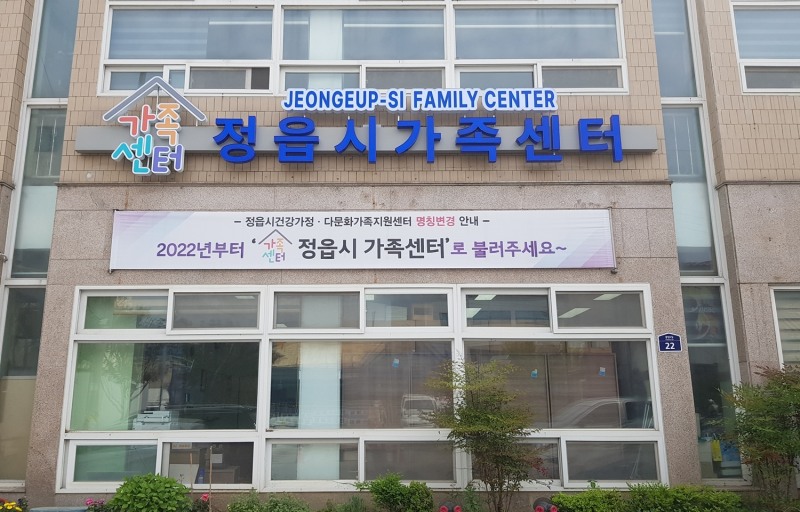 JEONGEUP-SI FAMILY CENTER
가족
센터
정읍시가족센터
– 정읍시건강가정 · 다문화가족지원센터 명칭변경 안내 –
2022년부터 ‘가족센터 정읍시 가족센터’로 불러주세요~
22